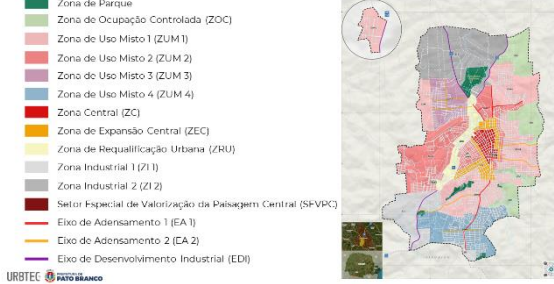 Zona de Parque
Zona de Ocupação Controlada (ZOC)
Zona de Uso Misto 1 (ZUM 1)
Zona de Uso Misto 2 (ZUM 2)
Zona de Uso Misto 3 (ZUM 3)
Zona de Uso Misto 4 (ZUM 4)
Zona Central (ZC)
Zona de Expansão Central (ZEC)
Zona de Requalificação Urbana (ZRU)
Zona Industrial 1 (ZI 1)
Zona Industrial 2 (ZI 2)
Setor Especial de Valorização da Paisagem Central (SEVPC)
Eixo de Adensamento 1 (EA 1)
Eixo de Adensamento 2 (EA 2)
Eixo de Desenvolvimento Industrial (EDI)
URBTEC
PREFEITURA DE
PATO BRANCO